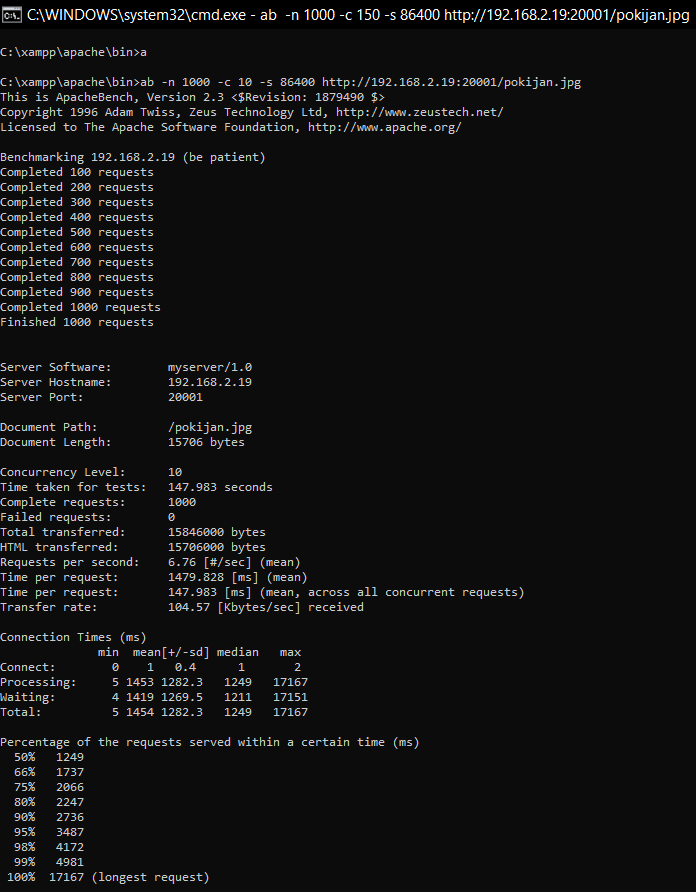 C:\WINDOWS\system32\cmd.exe - ab  -n 1000 -c 150 -s 86400 http://192.168.2.19:20001/pokijan.jpg
C:\xampp\apache\bin>a
C:\xampp\apache\bin>ab -n 1000 -c 10 -s 86400 http://192.168.2.19:20001/pokijan.jpg
This is ApacheBench, Version 2.3 <$Revision: 1879490 $>
Copyright 1996 Adam Twiss, Zeus Technology Ltd, http://www.zeustech.net/
Licensed to The Apache Software Foundation, http://www.apache.org/
Benchmarking 192.168.2.19 (be patient)
Completed 100 requests
Completed 200 requests
Completed 300 requests
Completed 400 requests
Completed 500 requests
Completed 600 requests
Completed 700 requests
Completed 800 requests
Completed 900 requests
Completed 1000 requests
Finished 1000 requests
Server Software:        myserver/1.0
Server Hostname:        192.168.2.19
Server Port:            20001
Document Path:          /pokijan.jpg
Document Length:        15706 bytes
Concurrency Level:      10
Time taken for tests:   147.983 seconds
Complete requests:      1000
Failed requests:        0
Total transferred:      15846000 bytes
HTML transferred:       15706000 bytes
Requests per second:    6.76 [#/sec] (mean)
Time per request:       1479.828 [ms] (mean)
Time per request:       147.983 [ms] (mean, across all concurrent requests)
Transfer rate:          104.57 [Kbytes/sec] received
Connection Times (ms)
              min  mean[+/-sd] median   max
Connect:        0    1   0.4      1       2
Processing:     5 1453 1282.3   1249   17167
Waiting:        4 1419 1269.5   1211   17151
Total:          5 1454 1282.3   1249   17167
Percentage of the requests served within a certain time (ms)
  50%   1249
  66%   1737
  75%   2066
  80%   2247
  90%   2736
  95%   3487
  98%   4172
  99%   4981
 100%  17167 (longest request)